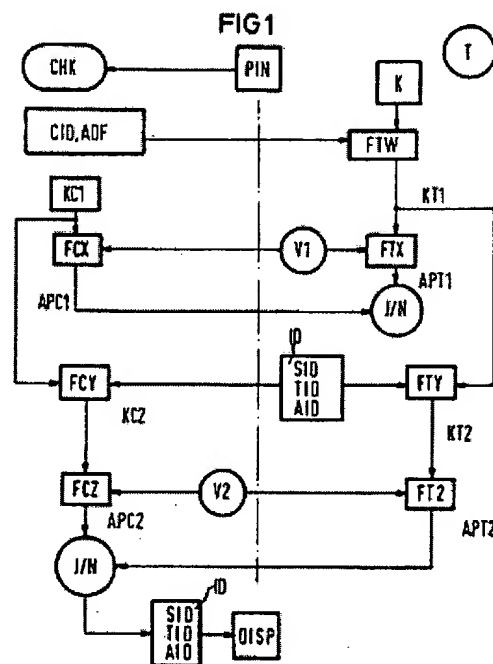 FIG1
T
CHK
PIN
K
CID, ADF
FTW
KC1
KT1
FCX
V1
FTX
APC1
APT1
J/N
ID
SID
TID
AID
FCY
FTY
KC2
KT2
FCZ
V2
FT2
APC2
APT2
J/N
ID
SID
TID
AID
DISP